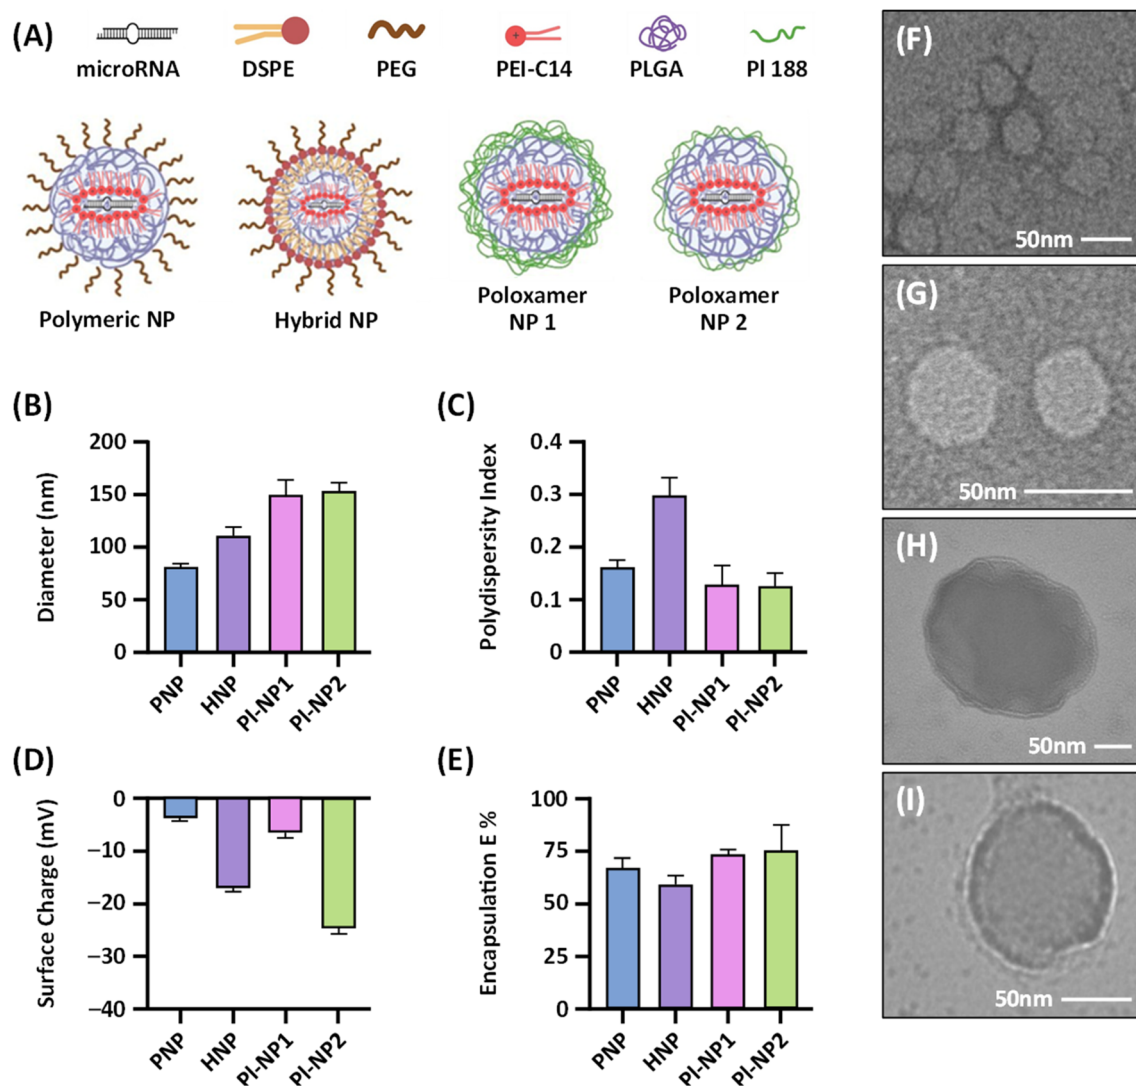 (A)
microRNA DSPE PEG PEI-C14 PLGA Pl 188
Polymeric NP Hybrid NP Poloxamer NP 1 Poloxamer NP 2
(B)
Diameter (nm)
200
150
100
50
0
PNP HNP Pl-NP1 Pl-NP2
(C)
Polydispersity Index
0.4
0.3
0.2
0.1
0
PNP HNP Pl-NP1 Pl-NP2
(D)
Surface Charge (mV)
0
−10
−20
−30
−40
PNP HNP Pl-NP1 Pl-NP2
(E)
Encapsulation E %
100
75
50
25
0
PNP HNP Pl-NP1 Pl-NP2
(F)
50nm
(G)
50nm
(H)
50nm
(I)
50nm